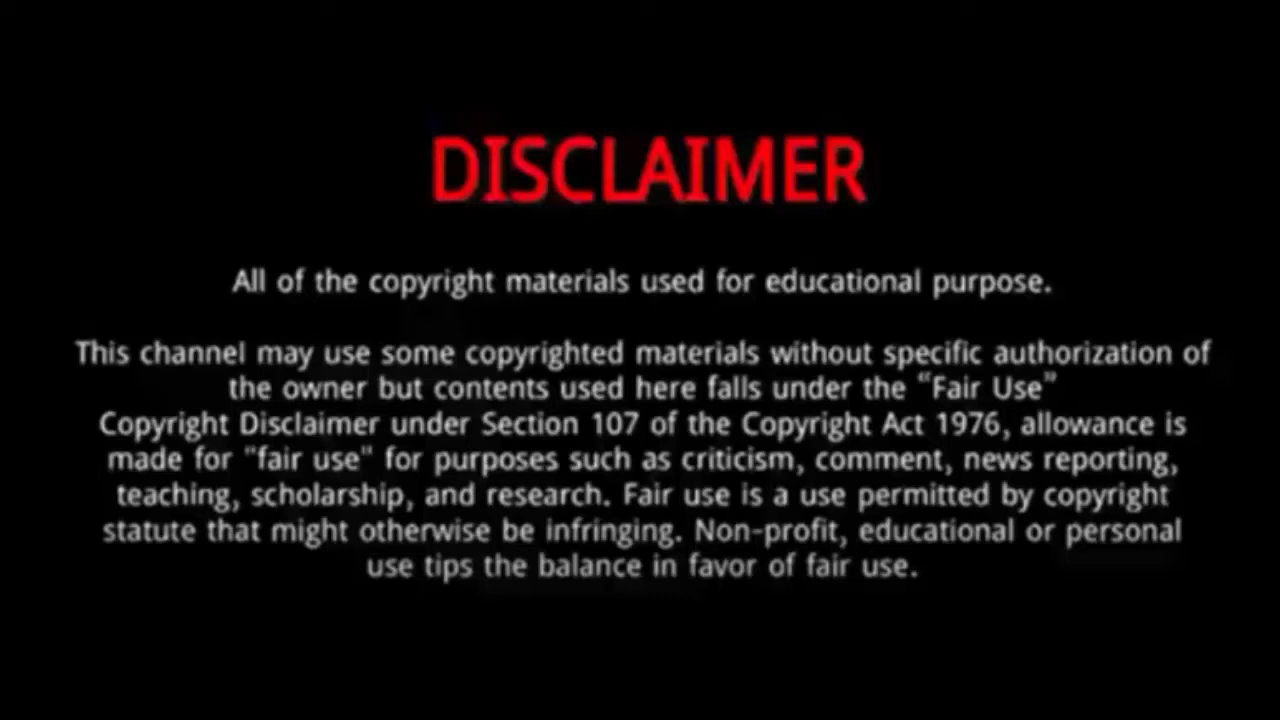 DISCLAIMER
All of the copyright materials used for educational purpose.
This channel may use some copyrighted materials without specific authorization of
the owner but contents used here falls under the “Fair Use”
Copyright Disclaimer under Section 107 of the Copyright Act 1976, allowance is
made for "fair use" for purposes such as criticism, comment, news reporting,
teaching, scholarship, and research. Fair use is a use permitted by copyright
statute that might otherwise be infringing. Non-profit, educational or personal
use tips the balance in favor of fair use.